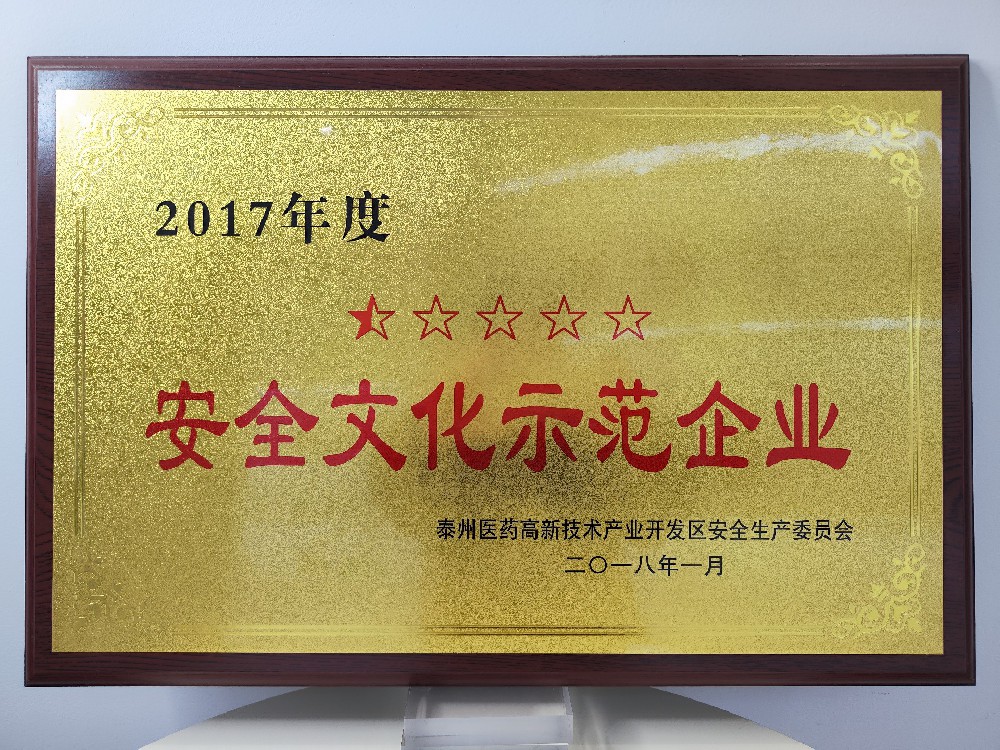 2017年度
安全文化示范企业
泰州医药高新技术产业开发区安全生产委员会
二〇一八年一月